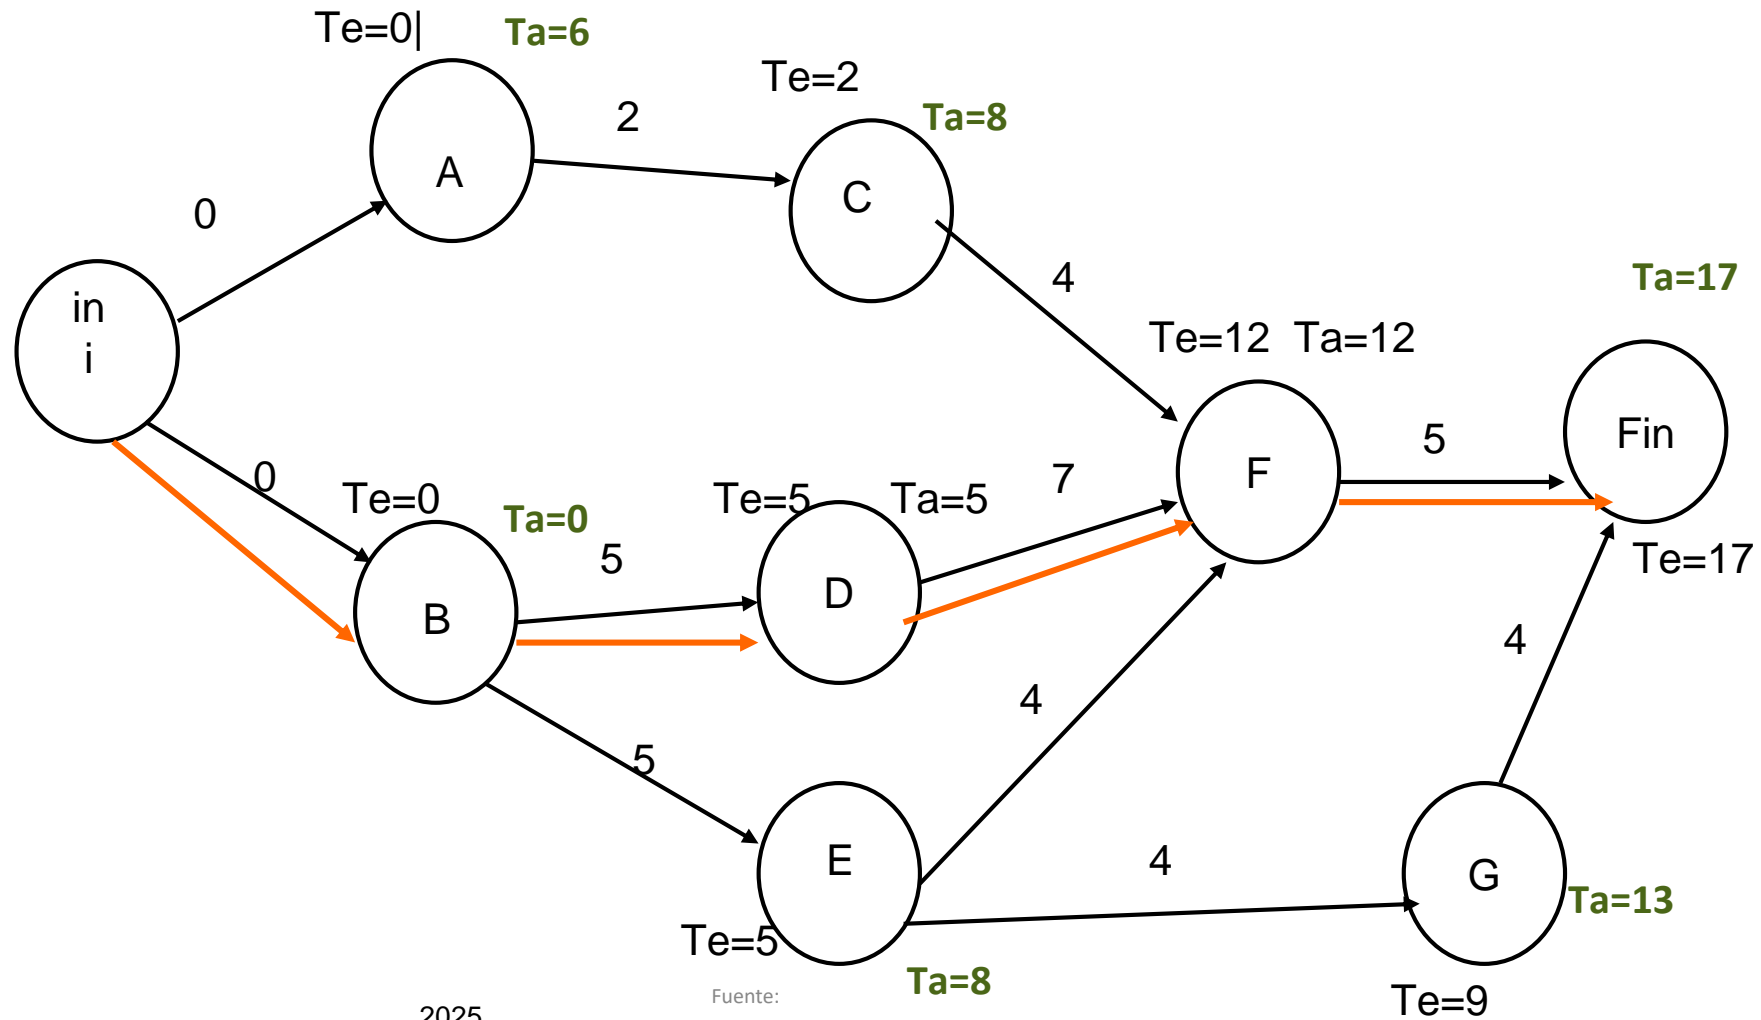 Te=0|
Ta=6
Te=2
Ta=8
2
A
C
0
in
i
4
Ta=17
Te=12 Ta=12
Fin
5
F
0
Te=0
Ta=0
Te=5
Ta=5
7
5
Te=17
D
B
4
4
5
E
4
G
Ta=13
Te=5
Ta=8
Te=9
Fuente:
2025